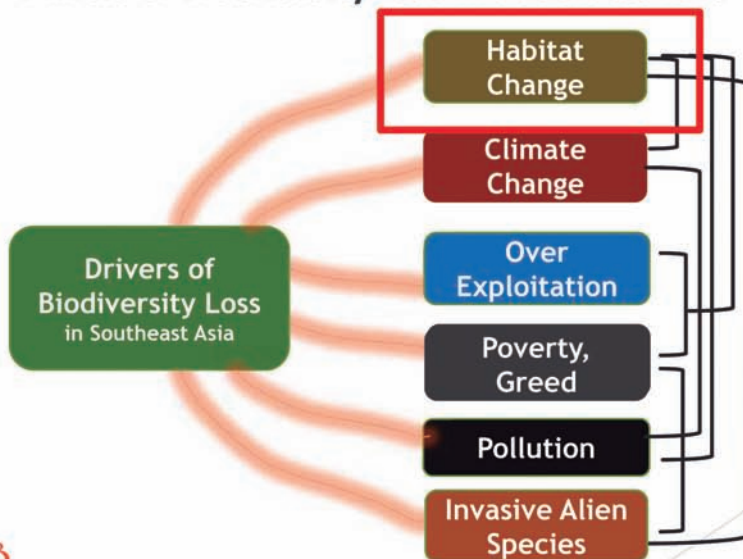 Drivers of
Biodiversity Loss
in Southeast Asia
Habitat
Change
Climate
Change
Over
Exploitation
Poverty,
Greed
Pollution
Invasive Alien
Species